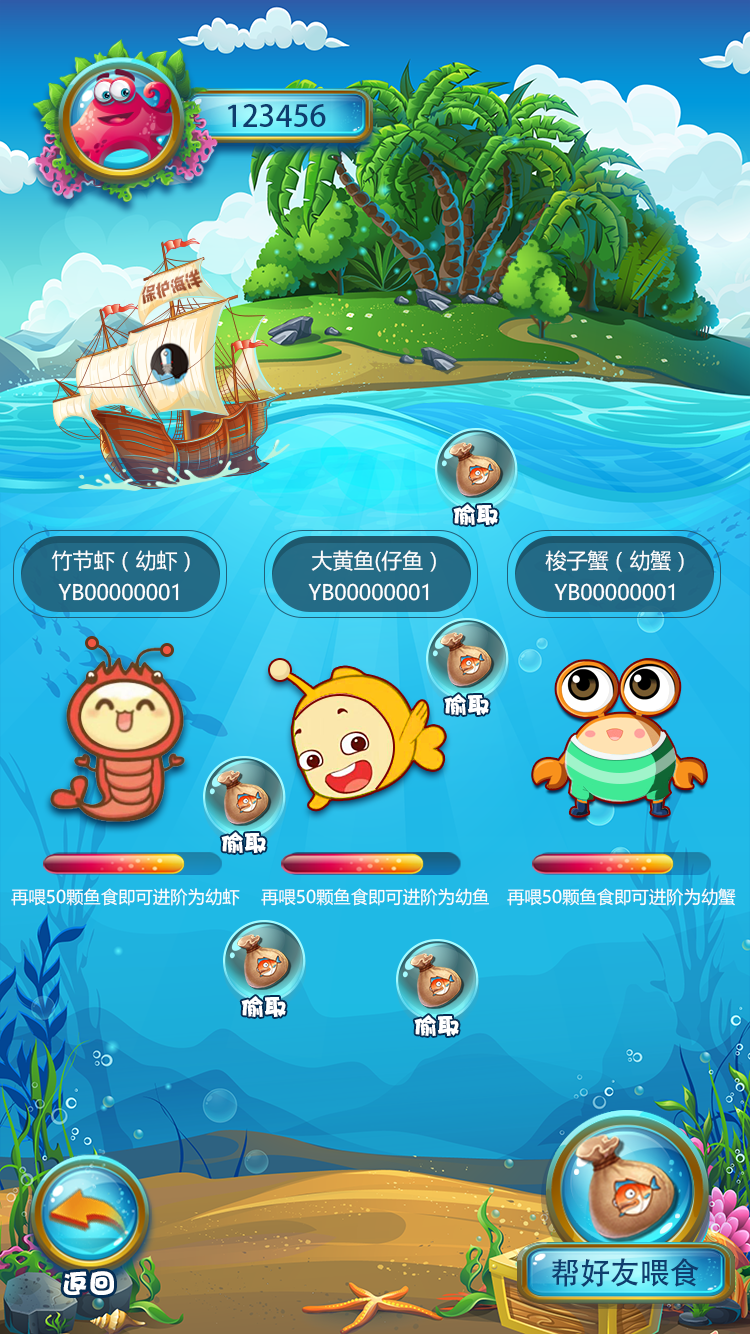 123456
保护海洋
偷取
竹节虾（幼虾）
YB00000001
大黄鱼(仔鱼）
YB00000001
梭子蟹（幼蟹）
YB00000001
偷取
偷取
再喂50颗鱼食即可进阶为幼虾
再喂50颗鱼食即可进阶为幼鱼
再喂50颗鱼食即可进阶为幼蟹
偷取
偷取
返回
帮好友喂食